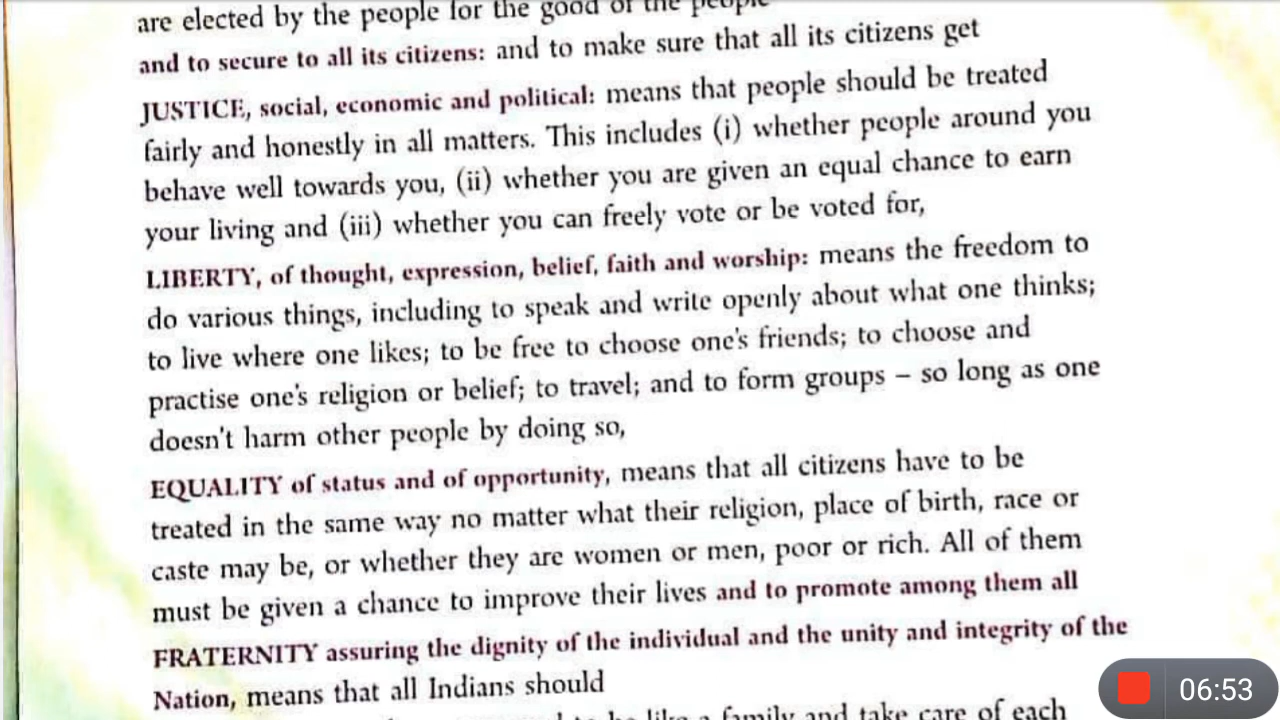 are elected by the people for the good of the people
and to secure to all its citizens: and to make sure that all its citizens get
JUSTICE, social, economic and political: means that people should be treated
fairly and honestly in all matters. This includes (i) whether people around you
behave well towards you, (ii) whether you are given an equal chance to earn
your living and (iii) whether you can freely vote or be voted for,
LIBERTY, of thought, expression, belief, faith and worship: means the freedom to
do various things, including to speak and write openly about what one thinks;
to live where one likes; to be free to choose one's friends; to choose and
practise one's religion or belief; to travel; and to form groups – so long as one
doesn't harm other people by doing so,
EQUALITY of status and of opportunity, means that all citizens have to be
treated in the same way no matter what their religion, place of birth, race or
caste may be, or whether they are women or men, poor or rich. All of them
must be given a chance to improve their lives and to promote among them all
FRATERNITY assuring the dignity of the individual and the unity and integrity of the
Nation, means that all Indians should
to be like a family and take care of each
06:53